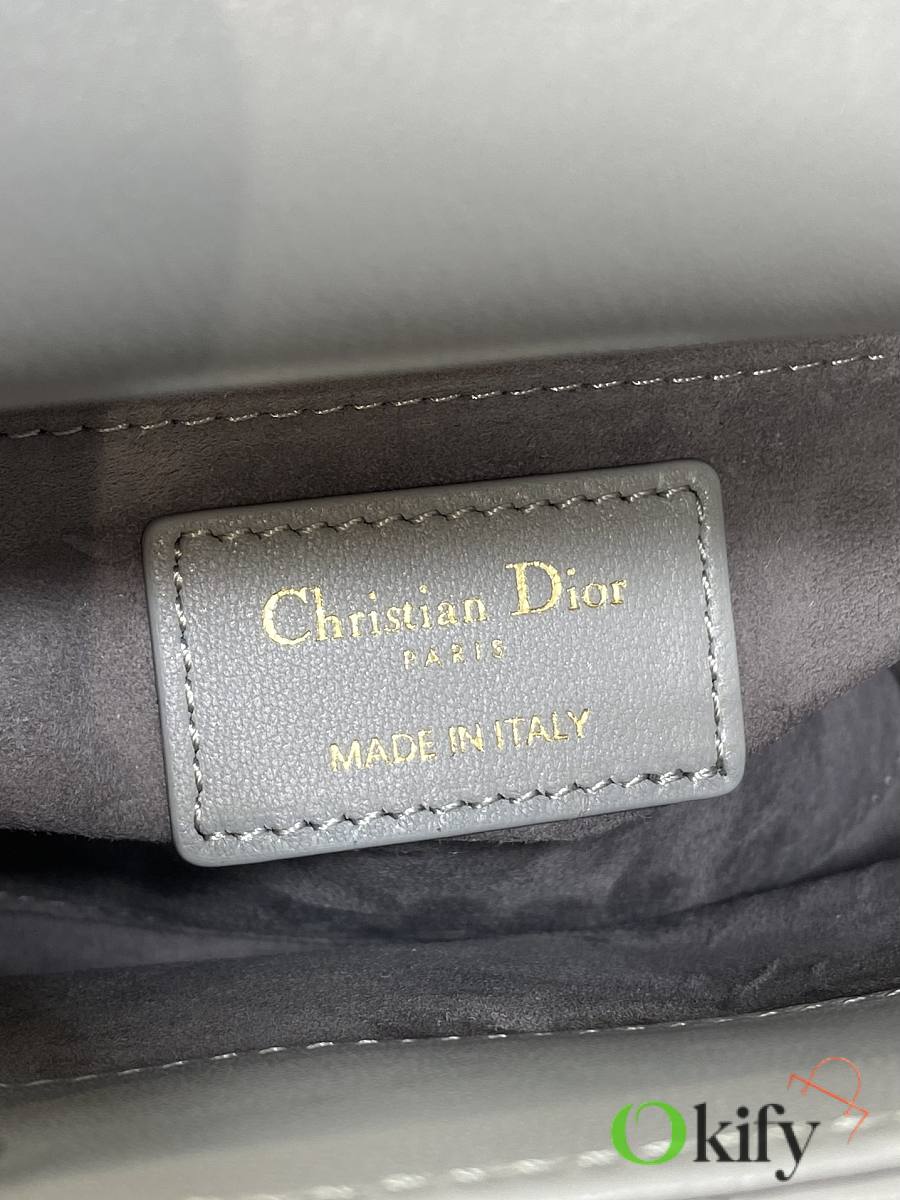 Christian Dior
PARIS
MADE IN ITALY
Okify